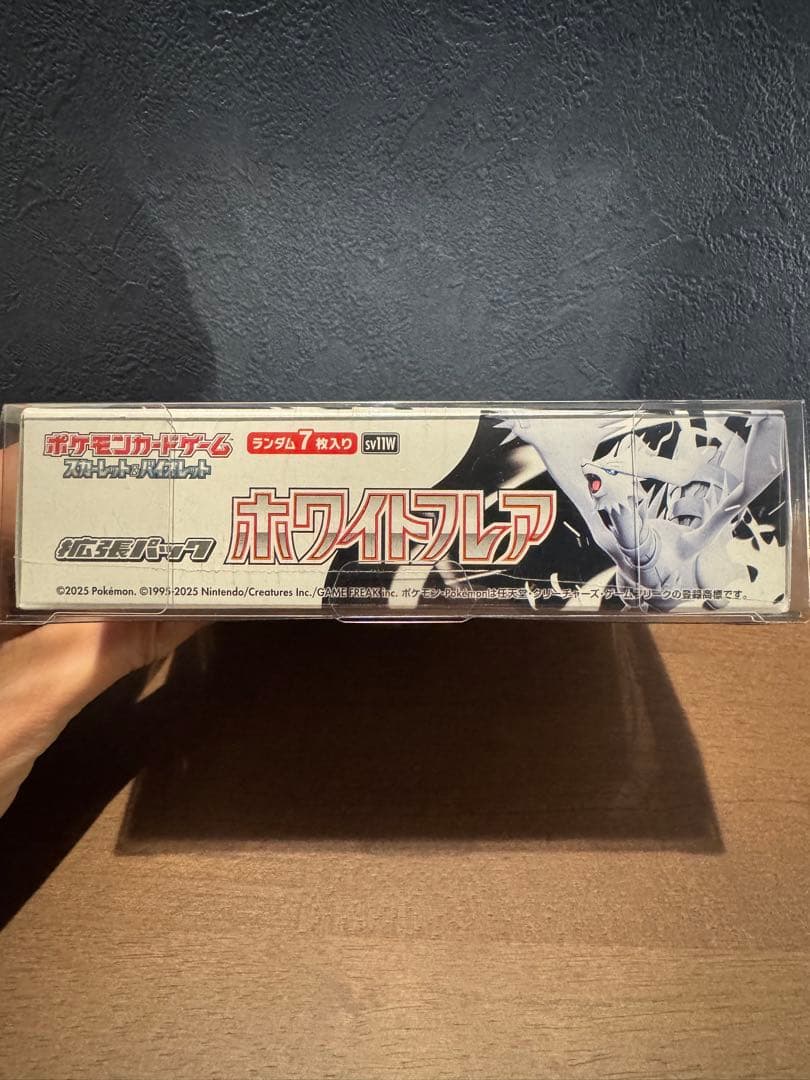 ポケモンカードゲーム
スカーレット&バイオレット
ランダム7枚入り sv11W
拡張パック ホワイトフレア
©2025 Pokémon. ©1995-2025 Nintendo/Creatures Inc./GAME FREAK inc. ポケモン・Pokémonは任天堂・クリーチャーズ・ゲームフリークの登録商標です。